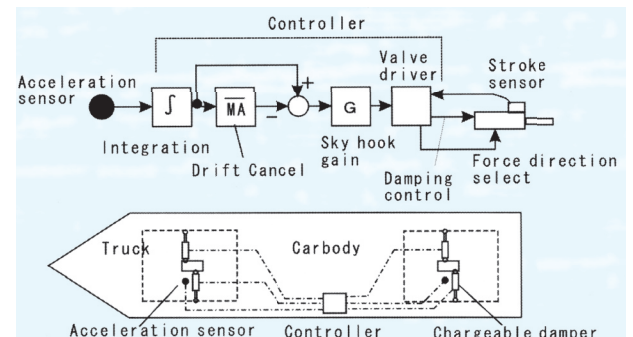 Controller
Acceleration
sensor
∫
Integration
MA
Drift Cancel
+
−
G
Sky hook
gain
Valve
driver
Stroke
sensor
Damping
control
Force direction
select
Truck
Carbody
Acceleration sensor
Controller
Chargeable damper